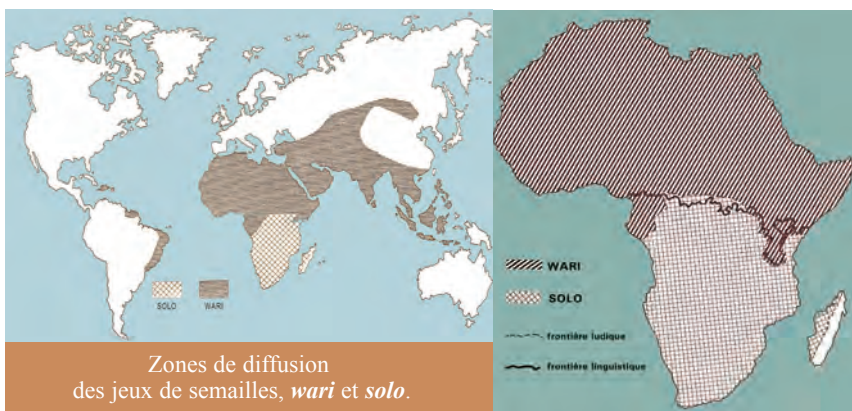 SOLO
WARI
Zones de diffusion
des jeux de semailles, wari et solo.
WARI
SOLO
frontière ludique
frontière linguistique